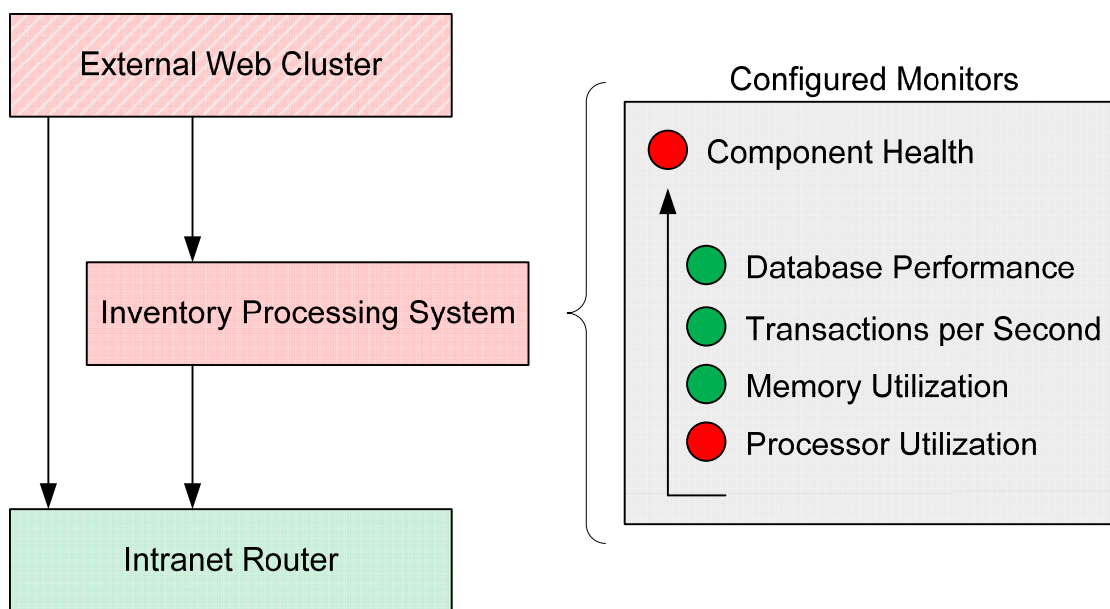 External Web Cluster
Inventory Processing System
Intranet Router
Configured Monitors
Component Health
Database Performance
Transactions per Second
Memory Utilization
Processor Utilization